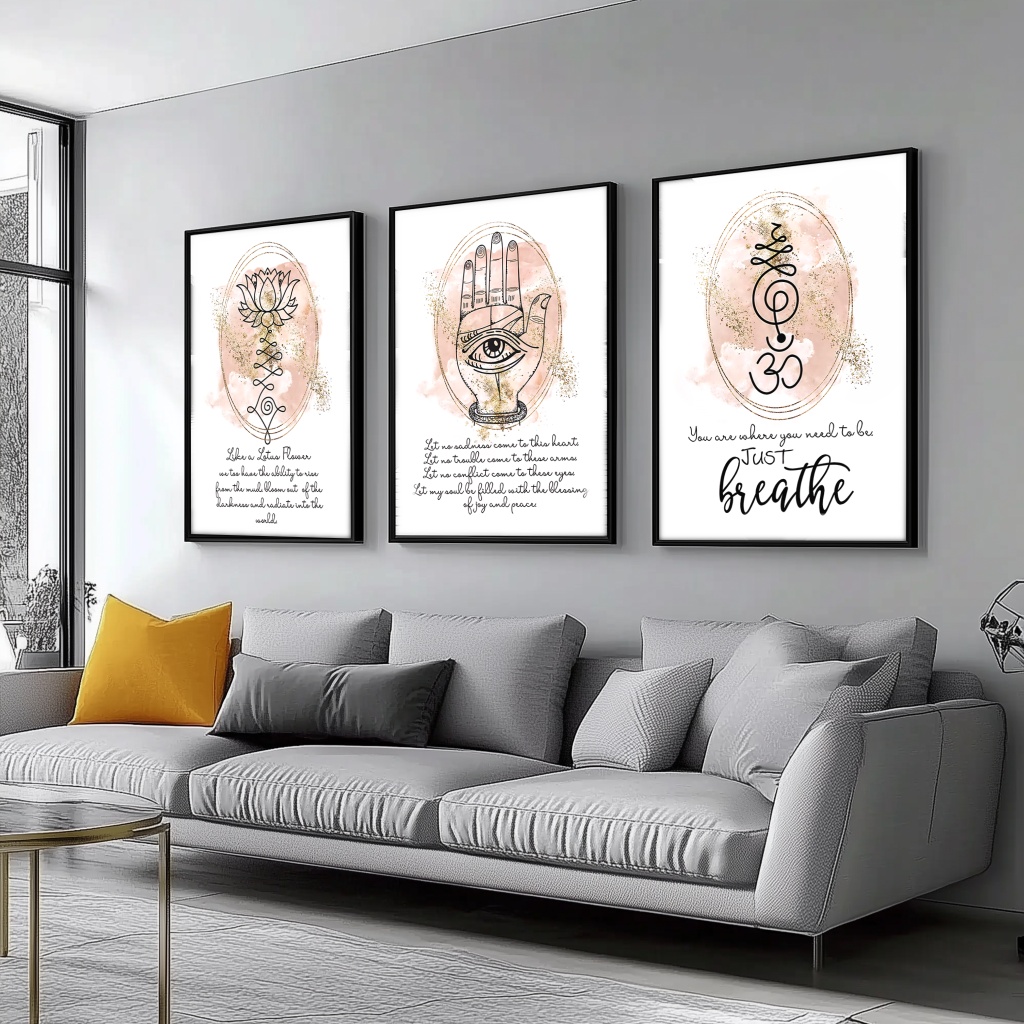 Like a Lotus Flower
we too have the ability to rise
from the mud, bloom out of the
darkness and radiate into the
world.
Let no sadness come to this heart.
Let no trouble come to these arms.
Let no conflict come to these eyes.
Let my soul be filled with the blessing
of joy and peace.
You are where you need to be.
JUST
breathe